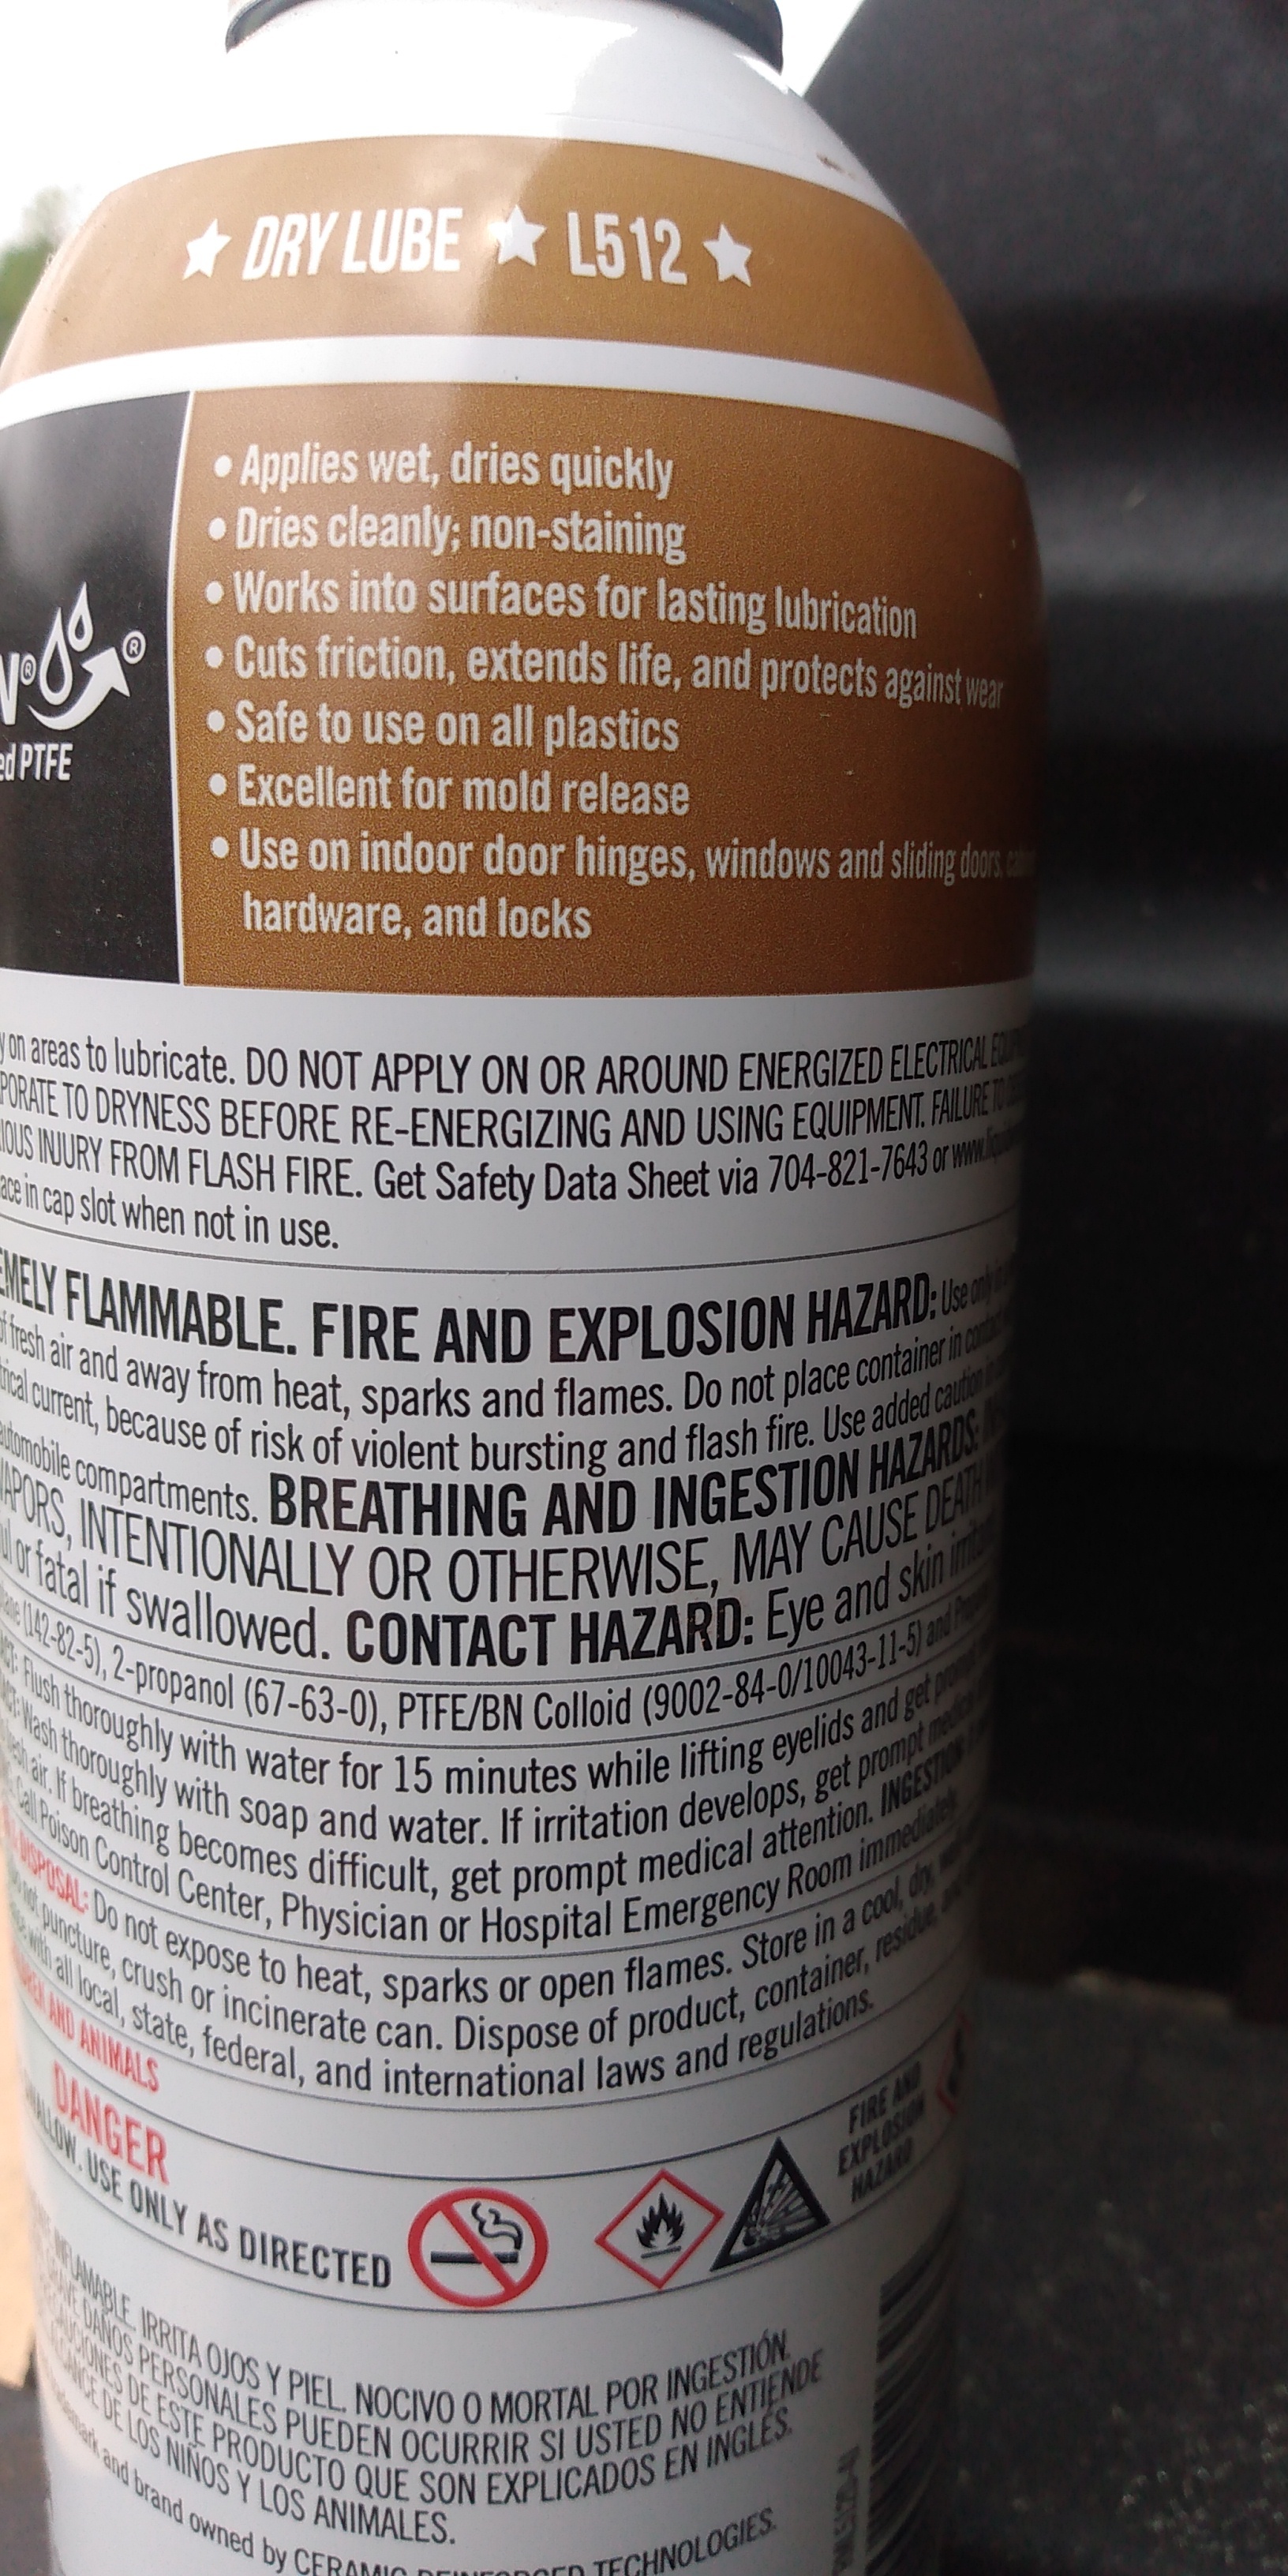 DRY LUBE L512
• Applies wet, dries quickly
• Dries cleanly; non-staining
• Works into surfaces for lasting lubrication
• Cuts friction, extends life, and protects against wear
• Safe to use on all plastics
• Excellent for mold release
• Use on indoor door hinges, windows and sliding doors,
hardware, and locks
®
®
PTFE
on areas to lubricate. DO NOT APPLY ON OR AROUND ENERGIZED ELECTRICAL
TO DRYNESS BEFORE RE-ENERGIZING AND USING EQUIPMENT. FAILURE TO
INJURY FROM FLASH FIRE. Get Safety Data Sheet via 704-821-7643 or
in cap slot when not in use.
FLAMMABLE. FIRE AND EXPLOSION HAZARD: Use only
of fresh air and away from heat, sparks and flames. Do not place container in
current, because of risk of violent bursting and flash fire. Use added caution
automobile compartments. BREATHING AND INGESTION HAZARDS:
VAPORS, INTENTIONALLY OR OTHERWISE, MAY CAUSE DEATH
or fatal if swallowed. CONTACT HAZARD: Eye and skin
(142-82-5), 2-propanol (67-63-0), PTFE/BN Colloid (9002-84-0/10043-11-5) and
Flush thoroughly with water for 15 minutes while lifting eyelids and get
Wash thoroughly with soap and water. If irritation develops, get prompt medical
fresh air. If breathing becomes difficult, get prompt medical attention. INGESTION
Call Poison Control Center, Physician or Hospital Emergency Room immediately.
DISPOSAL: Do not expose to heat, sparks or open flames. Store in a cool, dry,
not puncture, crush or incinerate can. Dispose of product, container, residue,
with all local, state, federal, and international laws and regulations.
AND ANIMALS
DANGER
USE ONLY AS DIRECTED
FIRE AND
EXPLOSION
HAZARD
INFLAMABLE. IRRITA OJOS Y PIEL. NOCIVO O MORTAL POR INGESTIÓN.
DAÑOS PERSONALES PUEDEN OCURRIR SI USTED NO ENTIENDE
DE ESTE PRODUCTO QUE SON EXPLICADOS EN INGLÉS.
DE LOS NIÑOS Y LOS ANIMALES.
and brand owned by CERAMIC REINFORCED TECHNOLOGIES.